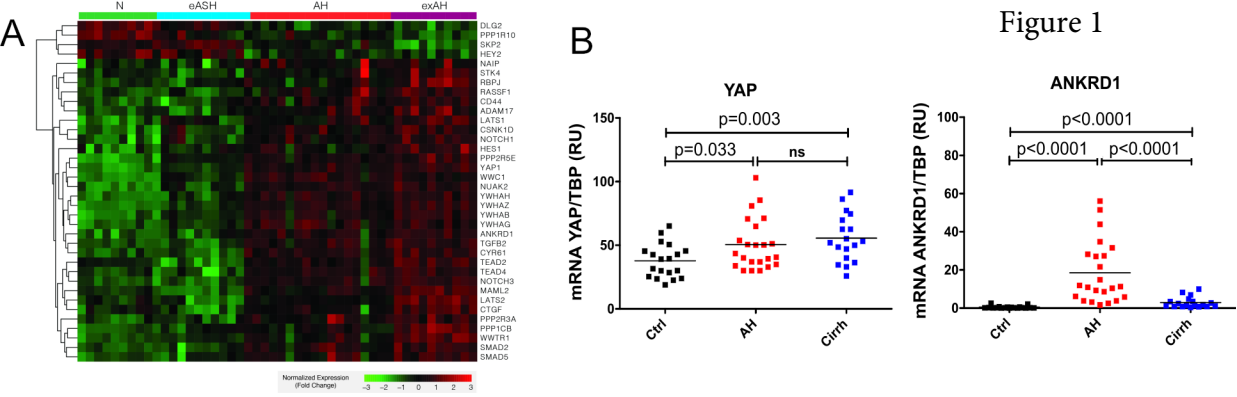 Figure 1
A
N eASH AH exAH
DLG2
PPP1R10
SKP2
HEY2
NAIP
STK4
RBPJ
RASSF1
CD44
ADAM17
LATS1
CSNK1D
NOTCH1
HES1
PPP2R5E
YAP1
WWC1
NUAK2
YWHAH
YWHAZ
YWHAB
YWHAG
ANKRD1
TGFB2
CYR61
TEAD2
TEAD4
NOTCH3
MAML2
LATS2
CTGF
PPP2R3A
PPP1CB
WWTR1
SMAD2
SMAD5
Normalized Expression
(Fold Change)
−3 −2 −1 0 1 2 3
B
YAP
mRNA YAP/TBP (RU)
150
100
50
0
p=0.003
p=0.033 ns
Ctrl AH Cirrh
ANKRD1
mRNA ANKRD1/TBP (RU)
100
80
60
40
20
0
p<0.0001
p<0.0001 p<0.0001
Ctrl AH Cirrh